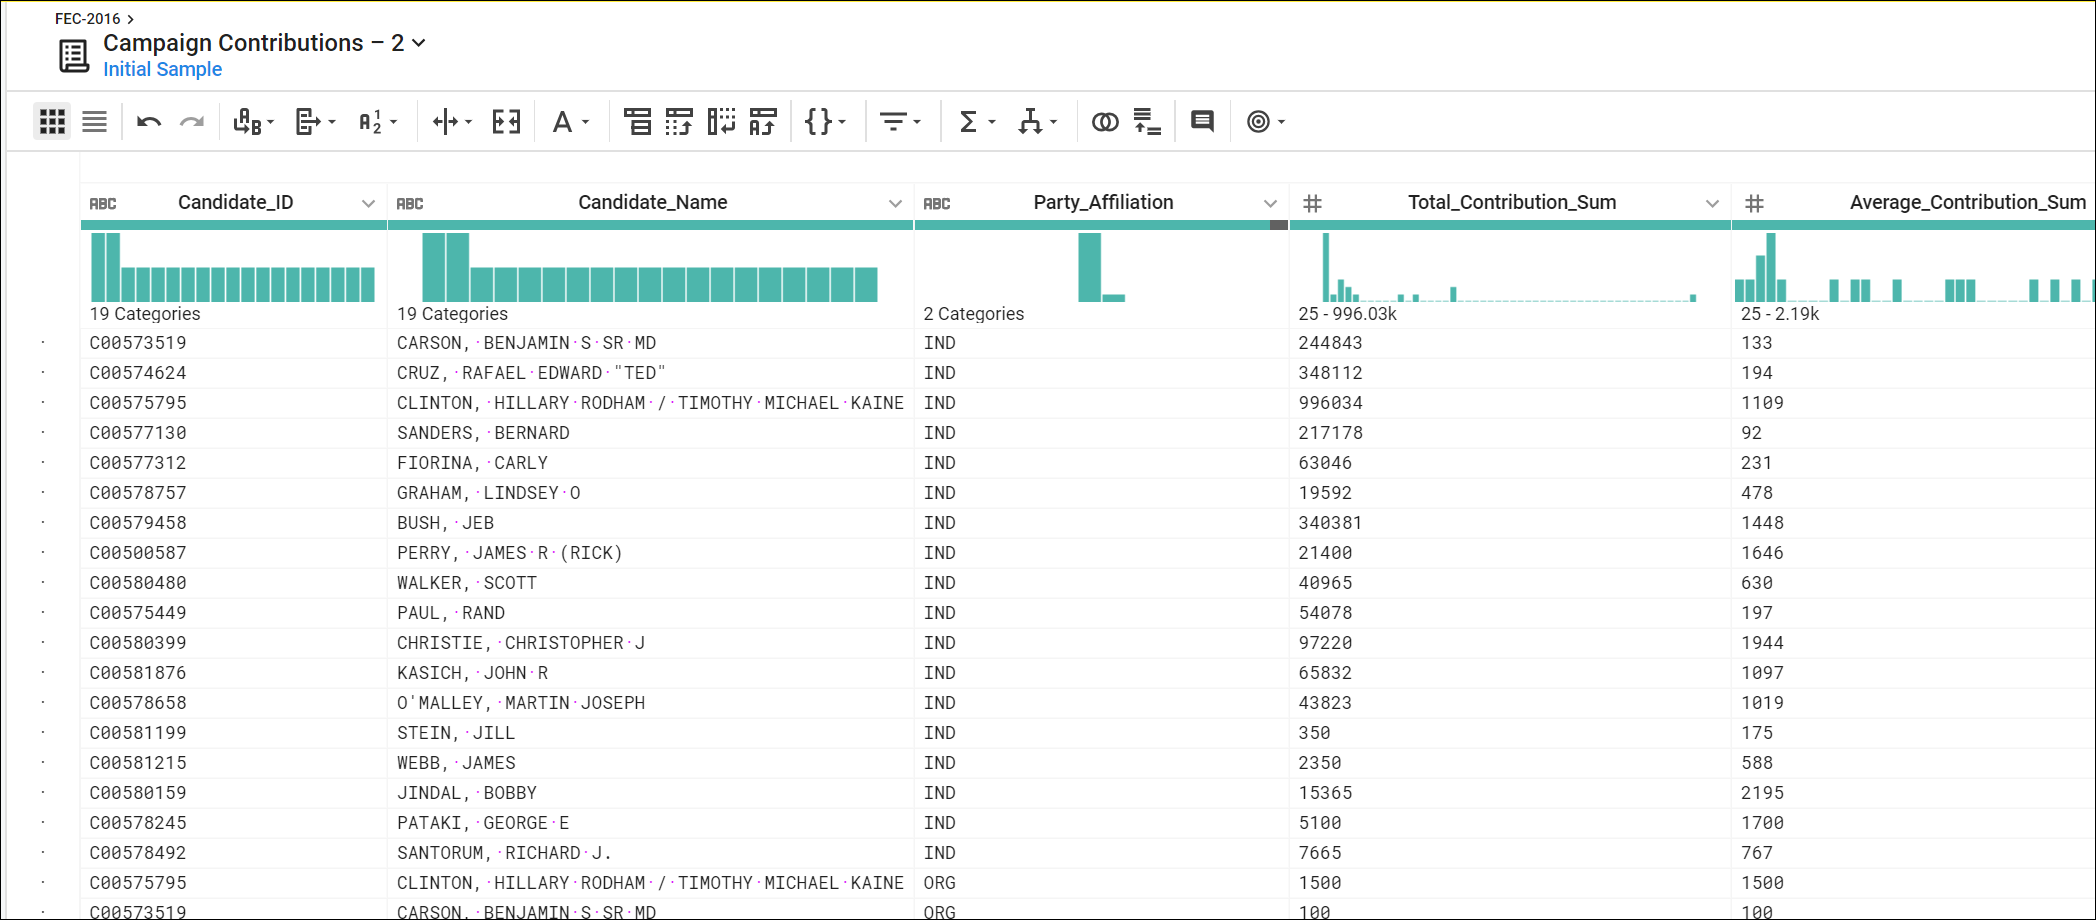 FEC-2016
Campaign Contributions – 2
Initial Sample
ABC Candidate_ID ABC Candidate_Name ABC Party_Affiliation # Total_Contribution_Sum # Average_Contribution_Sum
19 Categories 19 Categories 2 Categories 25 - 996.03k 25 - 2.19k
C00573519 CARSON,·BENJAMIN·S·SR·MD IND 244843 133
C00574624 CRUZ,·RAFAEL·EDWARD·"TED" IND 348112 194
C00575795 CLINTON,·HILLARY·RODHAM·/·TIMOTHY·MICHAEL·KAINE IND 996034 1109
C00577130 SANDERS,·BERNARD IND 217178 92
C00577312 FIORINA,·CARLY IND 63046 231
C00578757 GRAHAM,·LINDSEY·O IND 19592 478
C00579458 BUSH,·JEB IND 340381 1448
C00500587 PERRY,·JAMES·R·(RICK) IND 21400 1646
C00580480 WALKER,·SCOTT IND 40965 630
C00575449 PAUL,·RAND IND 54078 197
C00580399 CHRISTIE,·CHRISTOPHER·J IND 97220 1944
C00581876 KASICH,·JOHN·R IND 65832 1097
C00578658 O'MALLEY,·MARTIN·JOSEPH IND 43823 1019
C00581199 STEIN,·JILL IND 350 175
C00581215 WEBB,·JAMES IND 2350 588
C00580159 JINDAL,·BOBBY IND 15365 2195
C00578245 PATAKI,·GEORGE·E IND 5100 1700
C00578492 SANTORUM,·RICHARD·J. IND 7665 767
C00575795 CLINTON,·HILLARY·RODHAM·/·TIMOTHY·MICHAEL·KAINE ORG 1500 1500
C00573519 CARSON,·BENJAMIN·S·SR·MD ORG 100 100